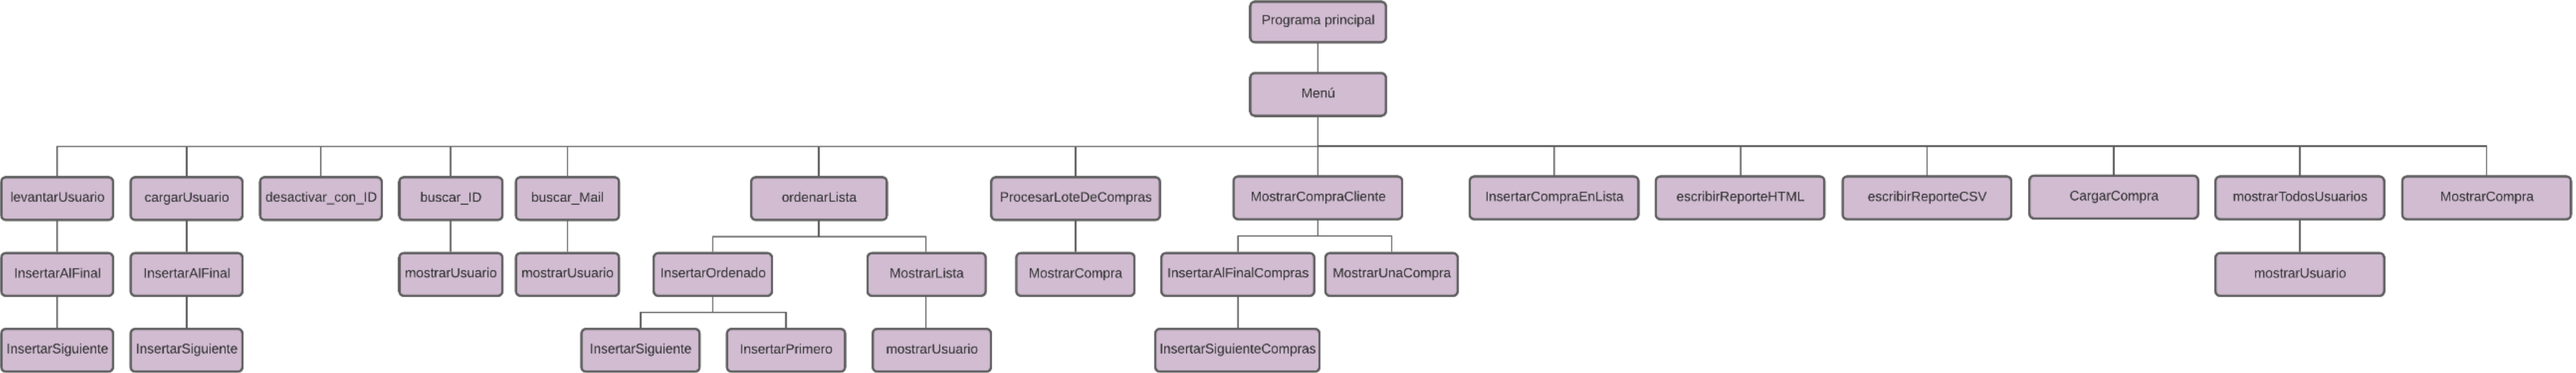 Programa principal
Menú
levantarUsuario
cargarUsuario
desactivar_con_ID
buscar_ID
buscar_Mail
ordenarLista
ProcesarLoteDeCompras
MostrarCompraCliente
InsertarCompraEnLista
escribirReporteHTML
escribirReporteCSV
CargarCompra
mostrarTodosUsuarios
MostrarCompra
InsertarAlFinal
InsertarAlFinal
mostrarUsuario
mostrarUsuario
InsertarOrdenado
MostrarLista
MostrarCompra
InsertarAlFinalCompras
MostrarUnaCompra
mostrarUsuario
InsertarSiguiente
InsertarSiguiente
InsertarSiguiente
InsertarPrimero
mostrarUsuario
InsertarSiguienteCompras